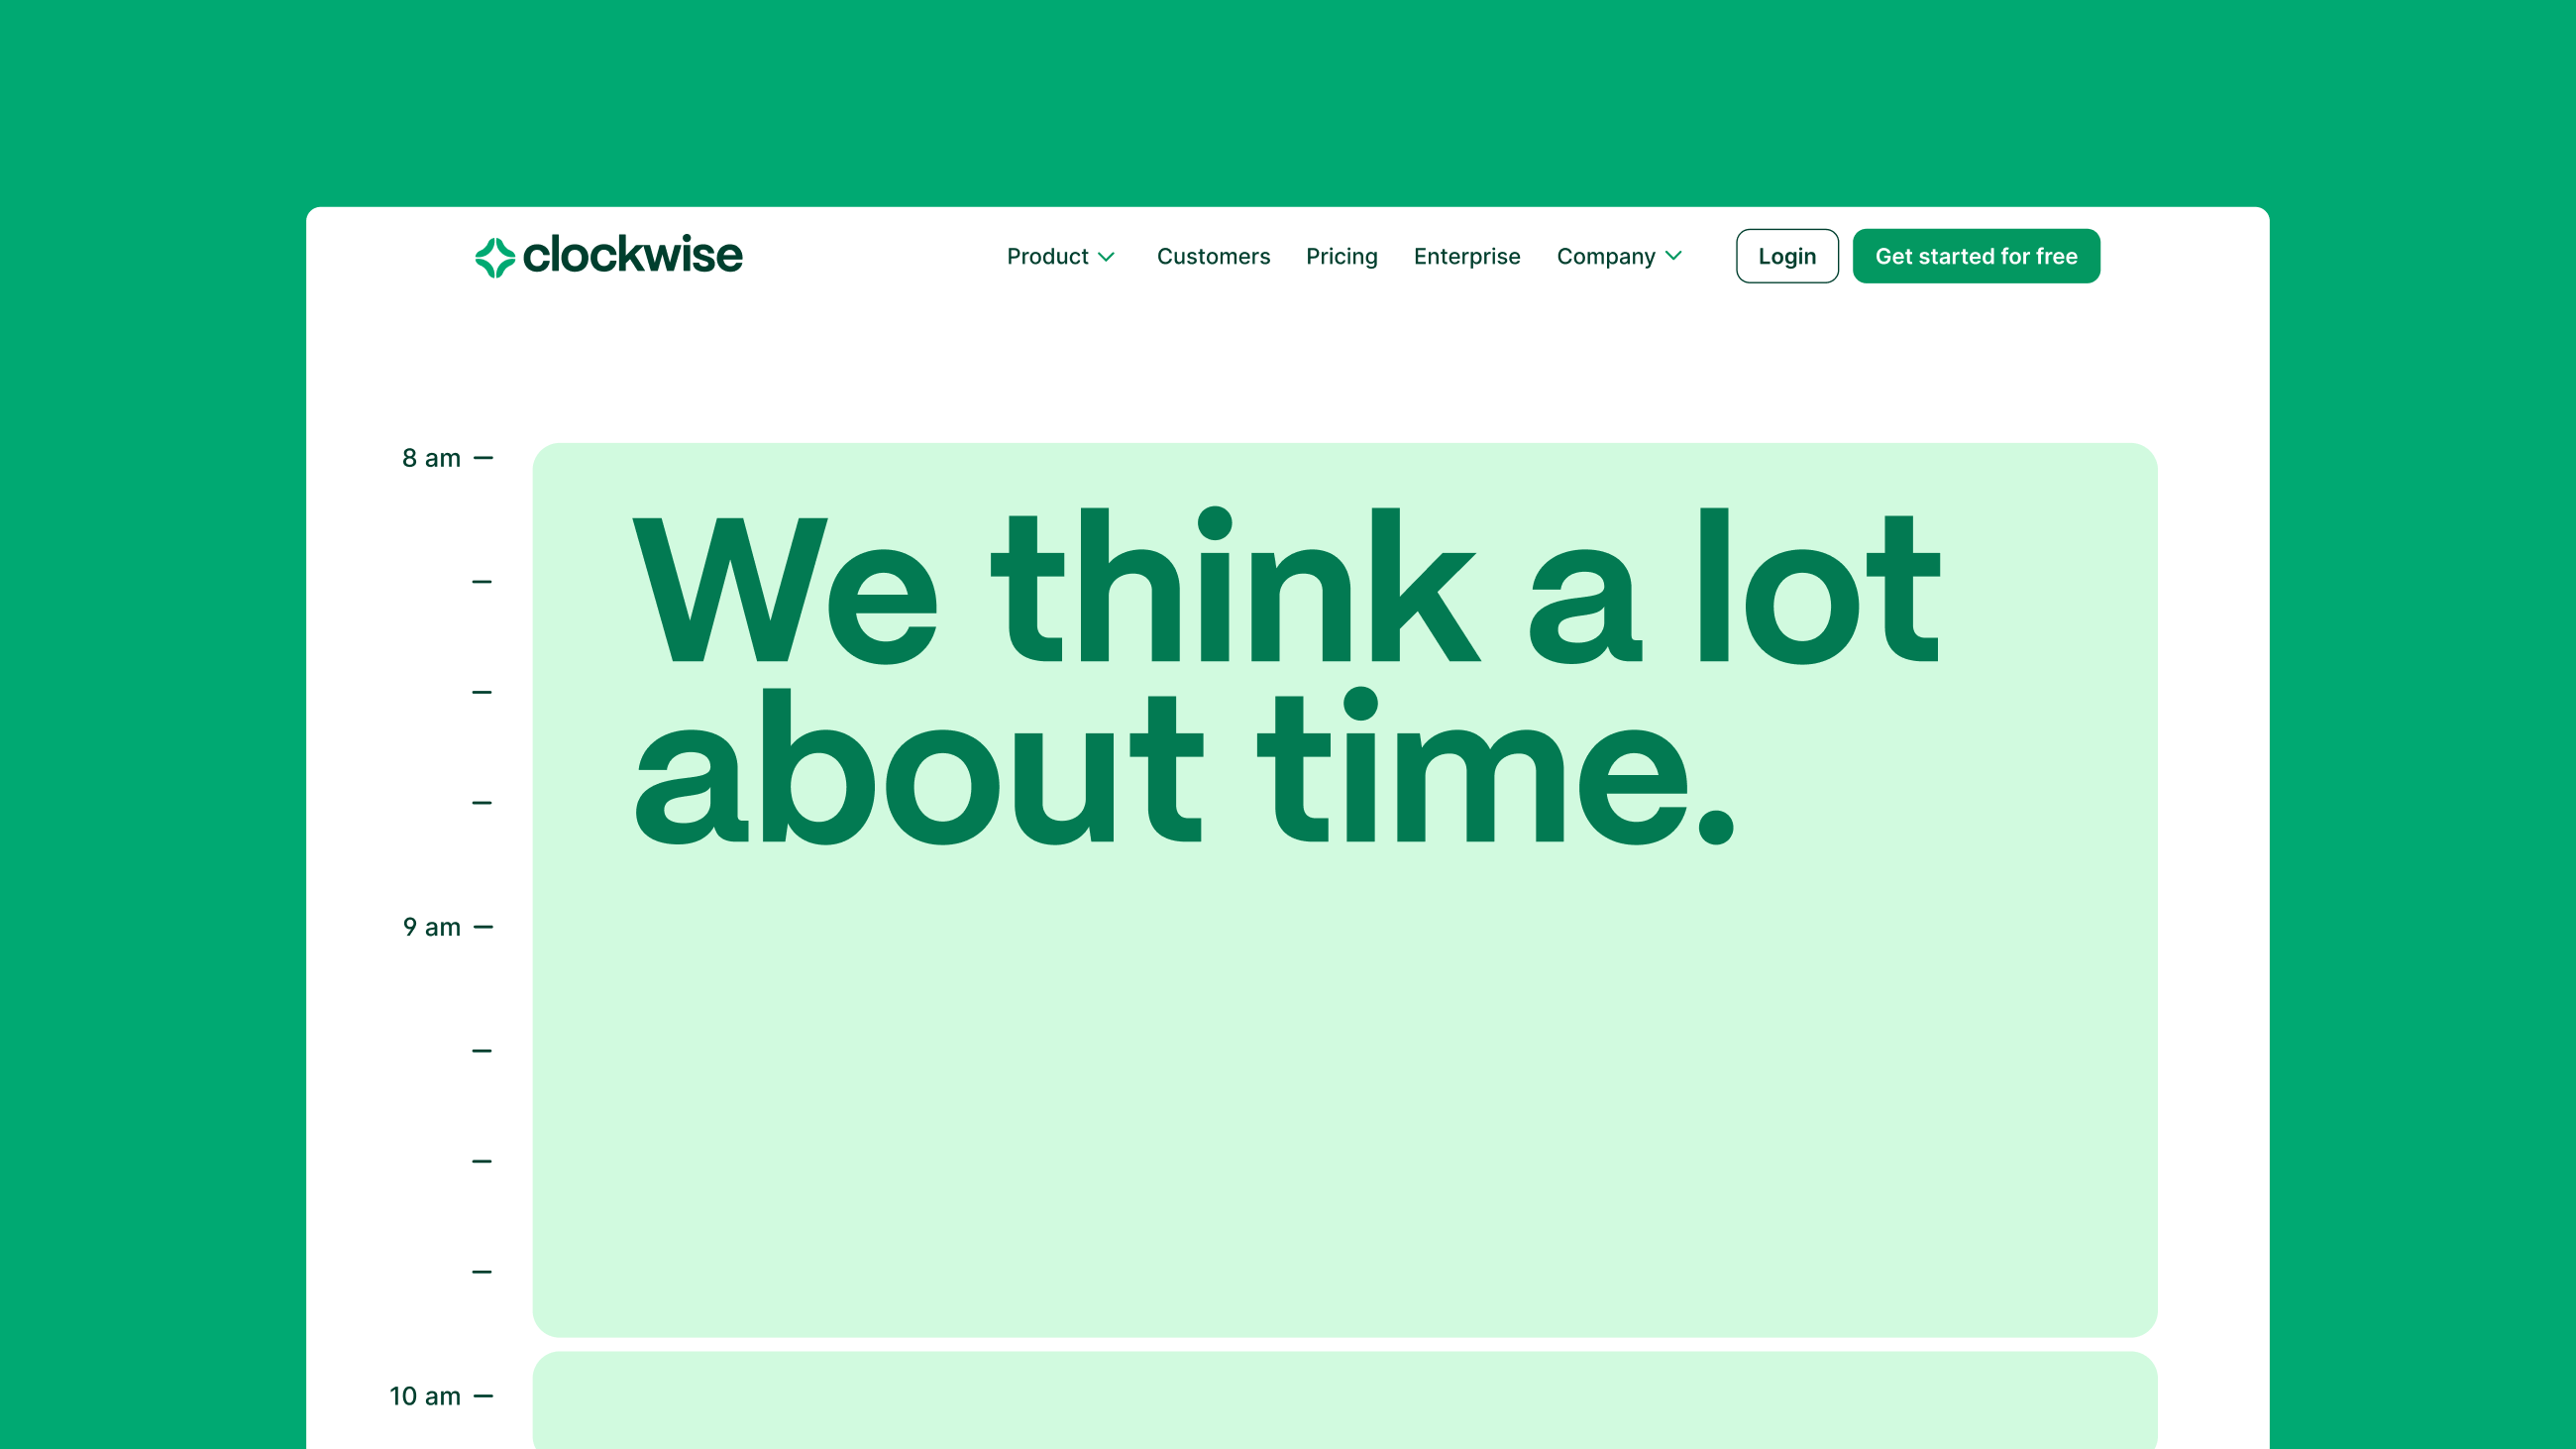 clockwise
Product
Customers
Pricing
Enterprise
Company
Login
Get started for free
8 am
We think a lot
about time.
9 am
10 am